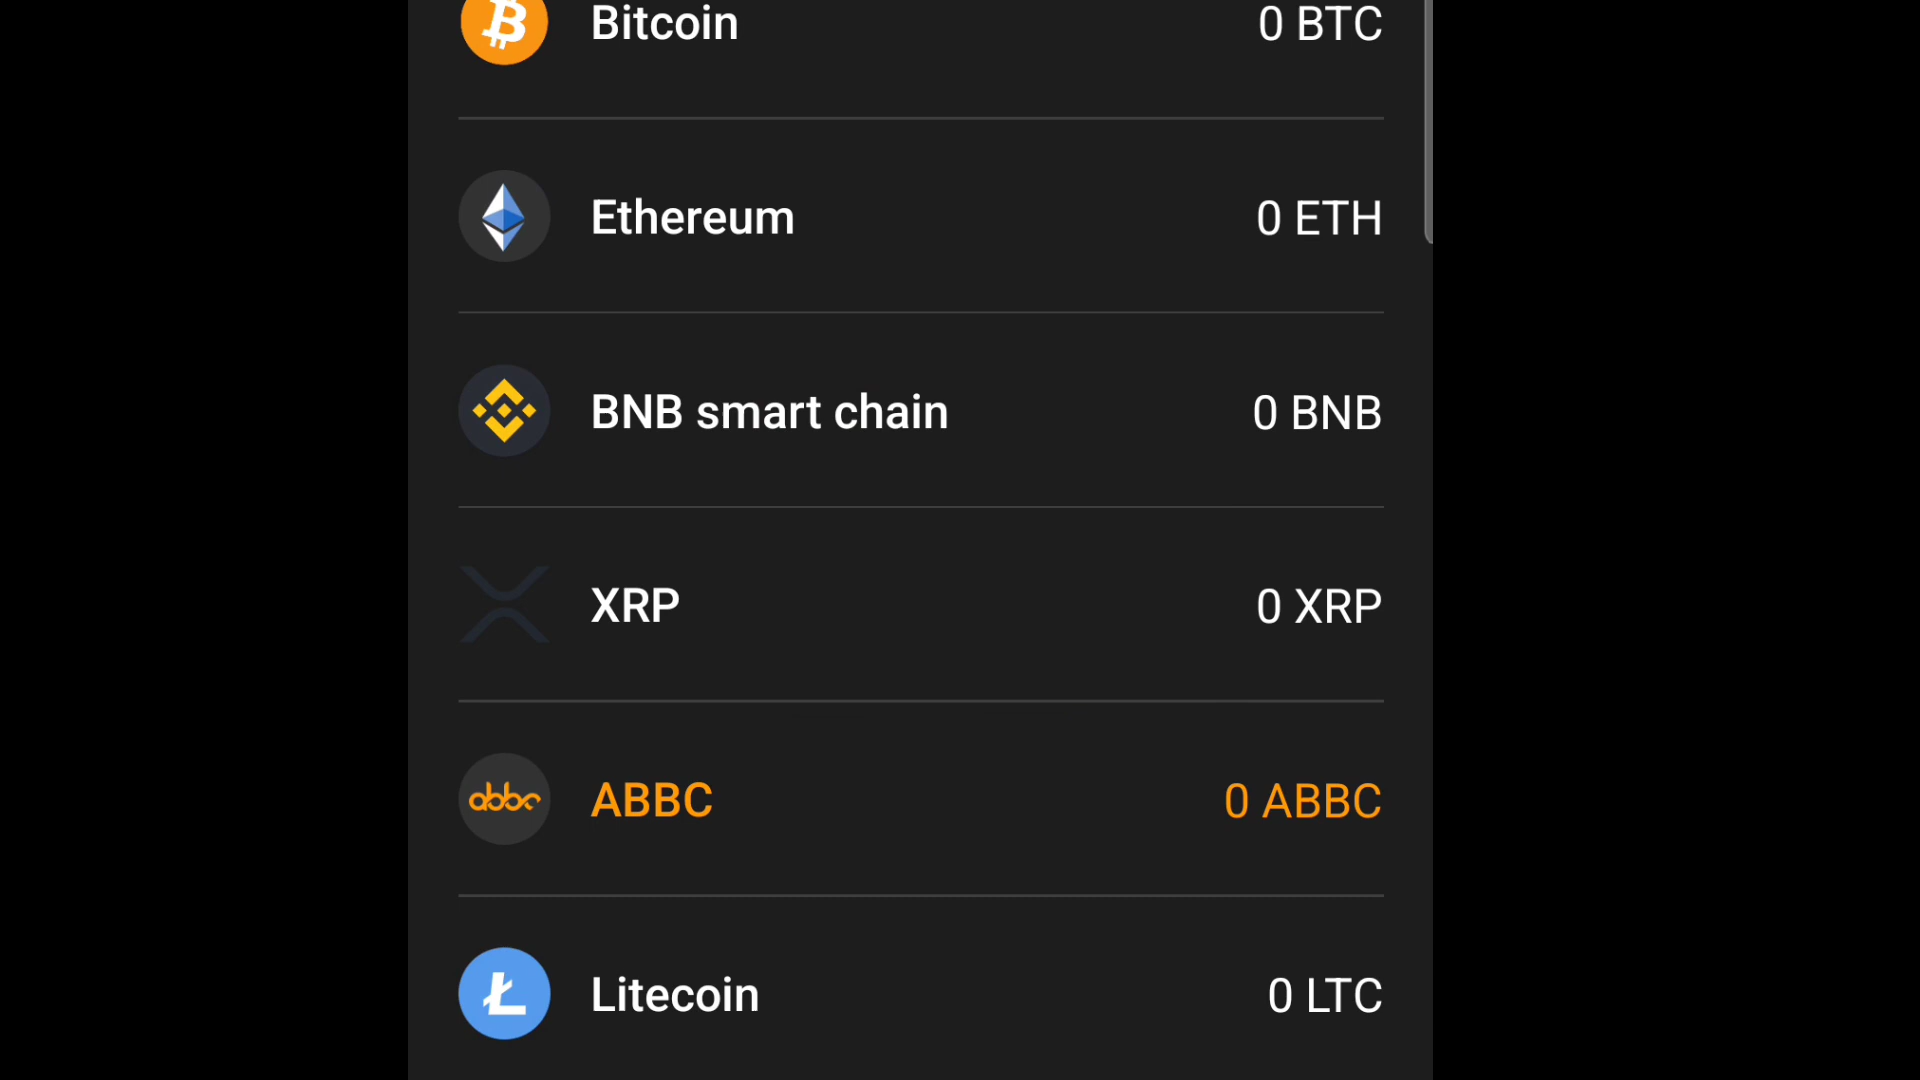 Bitcoin 0 BTC
Ethereum 0 ETH
BNB smart chain 0 BNB
XRP 0 XRP
abbc ABBC 0 ABBC
Litecoin 0 LTC